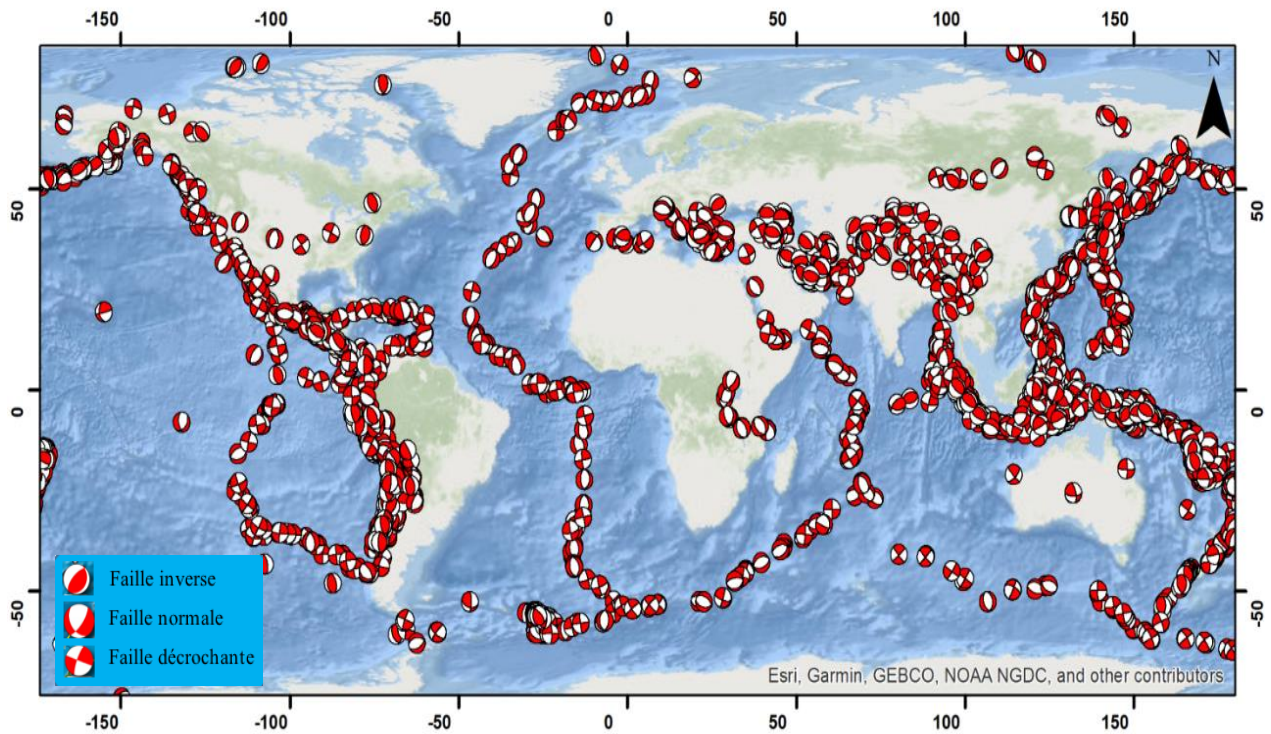 -150 -100 -50 0 50 100 150
N
50 50
0 0
Faille inverse
Faille normale
Faille décrochante
-50 -50
Esri, Garmin, GEBCO, NOAA NGDC, and other contributors
-150 -100 -50 0 50 100 150